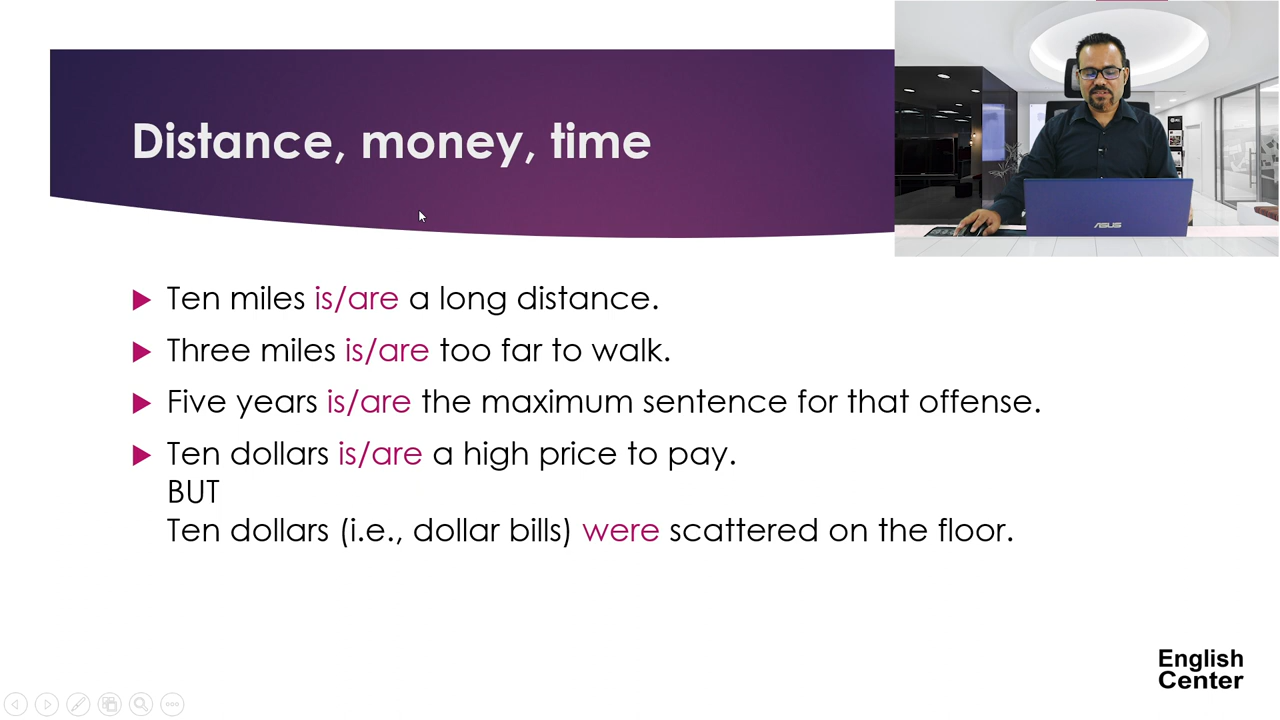 Distance, money, time
ASUS
Ten miles is/are a long distance.
Three miles is/are too far to walk.
Five years is/are the maximum sentence for that offense.
Ten dollars is/are a high price to pay.
BUT
Ten dollars (i.e., dollar bills) were scattered on the floor.
English
Center